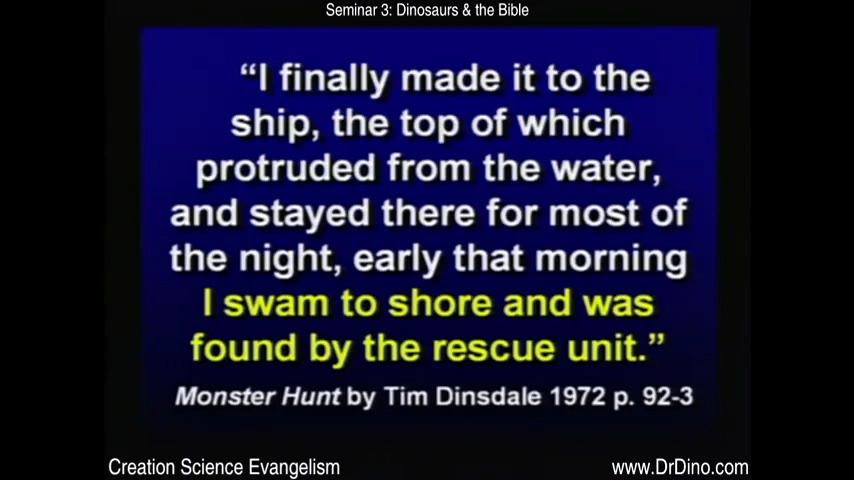 Seminar 3: Dinosaurs & the Bible
“I finally made it to the
ship, the top of which
protruded from the water,
and stayed there for most of
the night, early that morning
I swam to shore and was
found by the rescue unit.”
Monster Hunt by Tim Dinsdale 1972 p. 92-3
Creation Science Evangelism
www.DrDino.com